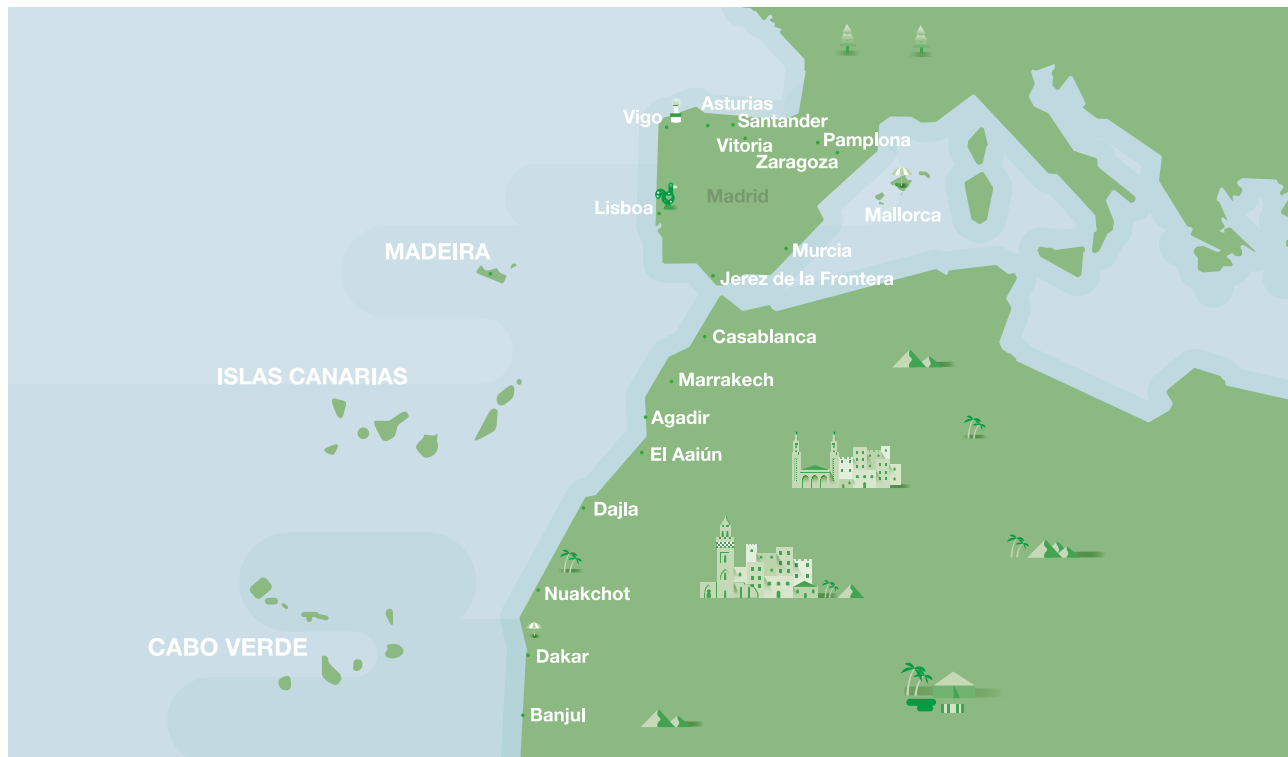 Asturias
Vigo
Santander
Vitoria
Pamplona
Zaragoza
Madrid
Lisboa
Mallorca
MADEIRA
Murcia
Jerez de la Frontera
Casablanca
ISLAS CANARIAS
Marrakech
Agadir
El Aaiún
Dajla
Nuakchot
CABO VERDE
Dakar
Banjul